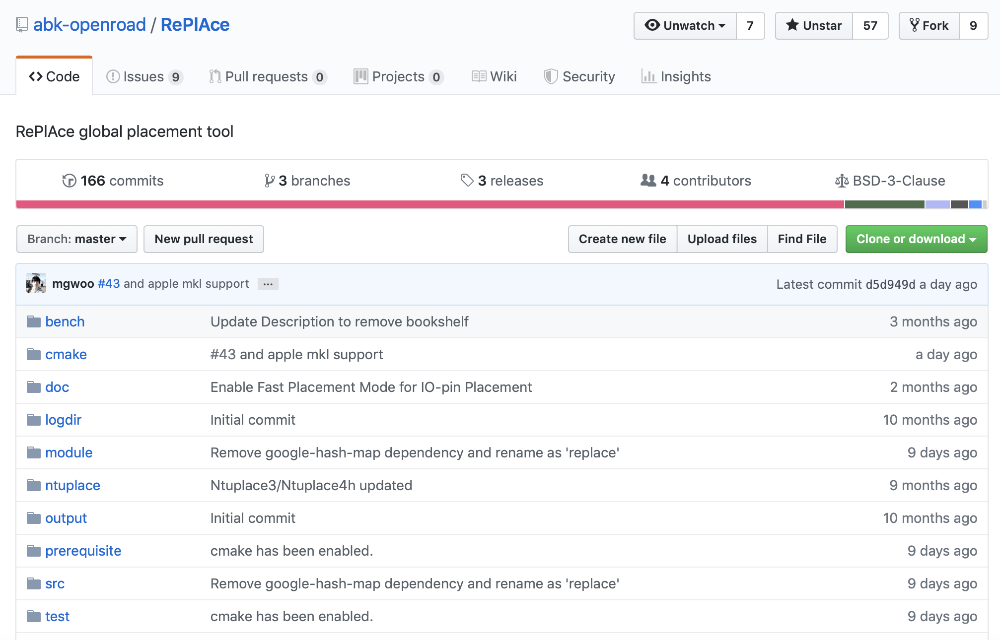 abk-openroad / RePlAce
Unwatch 7 Unstar 57 Fork 9
Code Issues 9 Pull requests 0 Projects 0 Wiki Security Insights
RePlAce global placement tool
166 commits 3 branches 3 releases 4 contributors BSD-3-Clause
Branch: master New pull request Create new file Upload files Find File Clone or download
mgwoo #43 and apple mkl support ... Latest commit d5d949d a day ago
bench Update Description to remove bookshelf 3 months ago
cmake #43 and apple mkl support a day ago
doc Enable Fast Placement Mode for IO-pin Placement 2 months ago
logdir Initial commit 10 months ago
module Remove google-hash-map dependency and rename as 'replace' 9 days ago
ntuplace Ntuplace3/Ntuplace4h updated 9 months ago
output Initial commit 10 months ago
prerequisite cmake has been enabled. 9 days ago
src Remove google-hash-map dependency and rename as 'replace' 9 days ago
test cmake has been enabled. 9 days ago